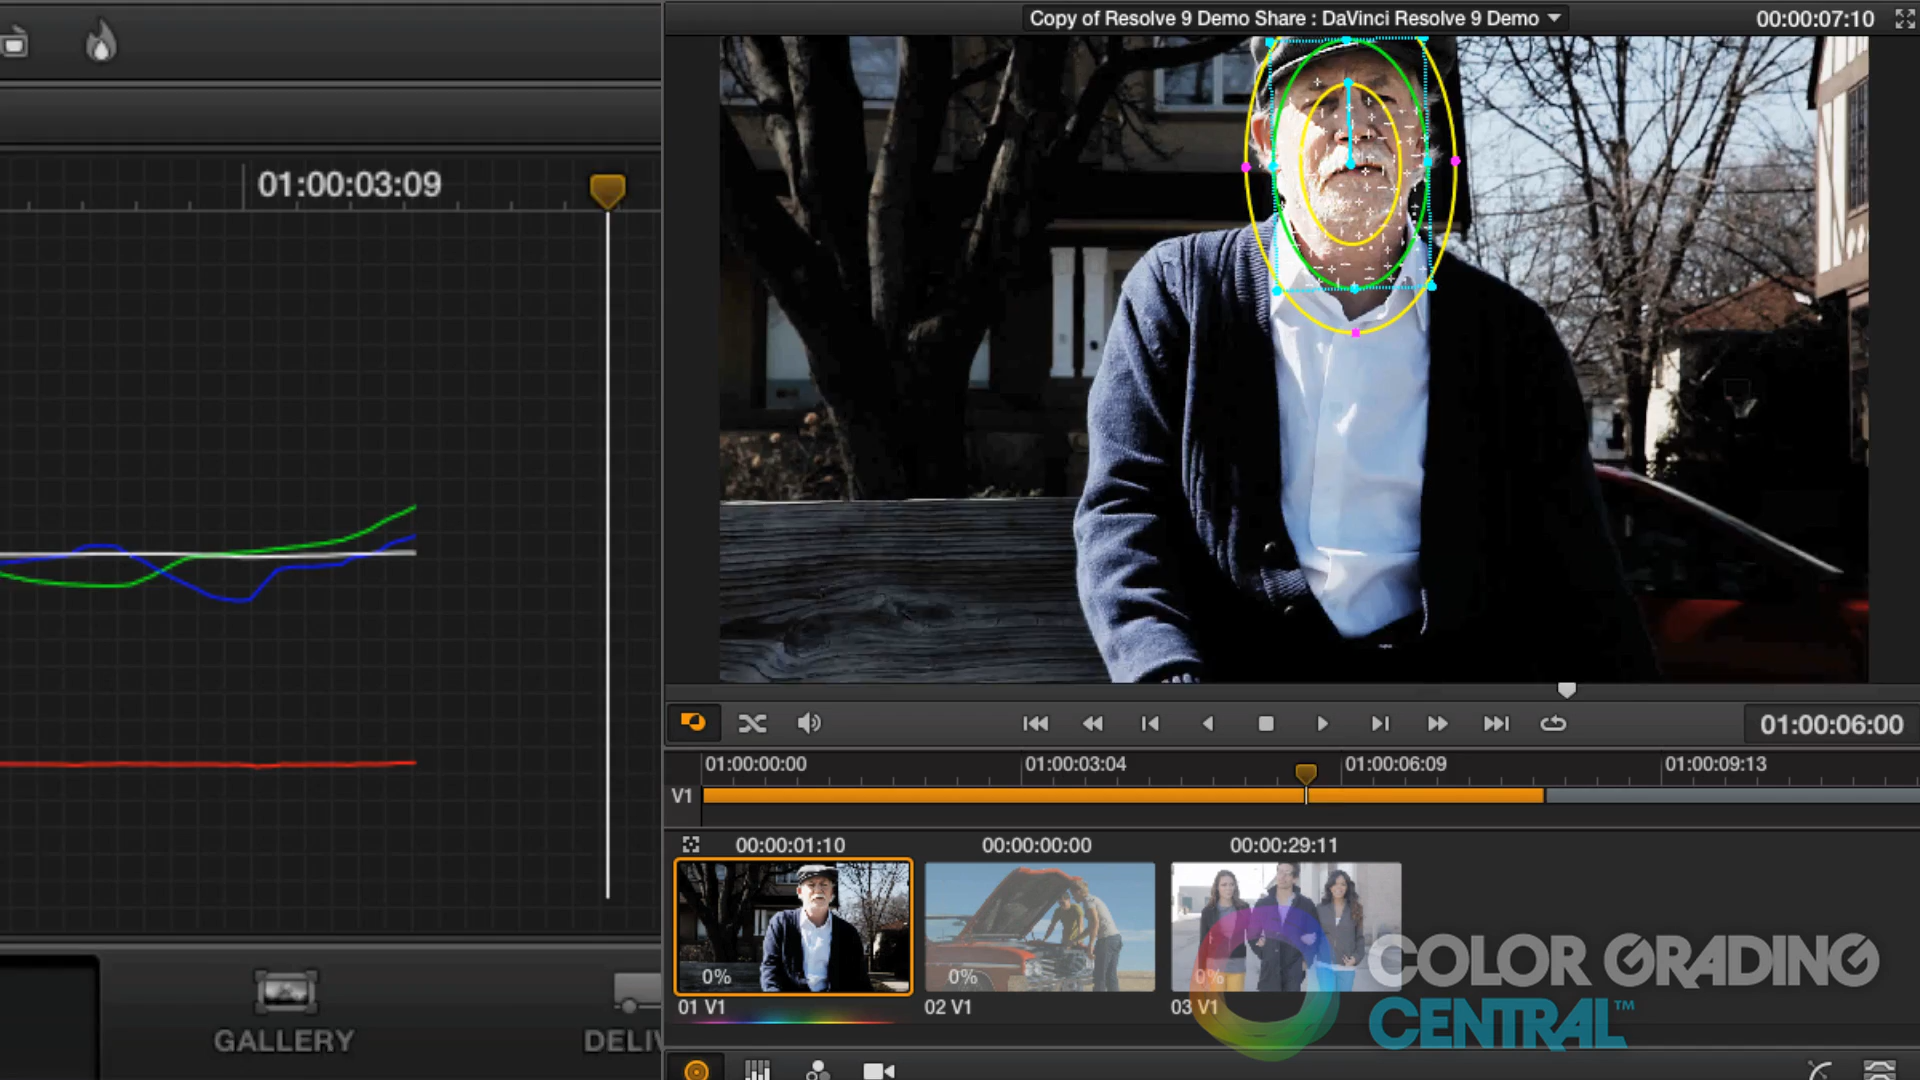 Copy of Resolve 9 Demo Share : DaVinci Resolve 9 Demo
00:00:07:10
01:00:03:09
01:00:06:00
01:00:00:00
01:00:03:04
01:00:06:09
01:00:09:13
V1
00:00:01:10
00:00:00:00
00:00:29:11
0%
0%
0%
01 V1
02 V1
03 V1
GALLERY
DELIV
COLOR GRADING
CENTRAL™